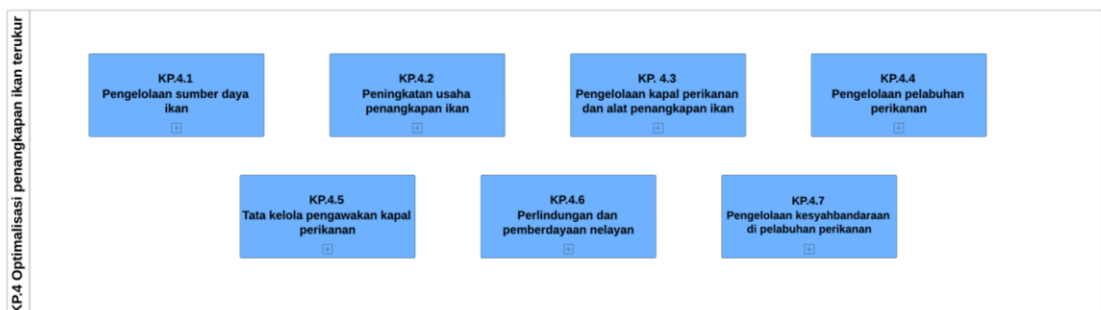 KP.4 Optimalisasi penangkapan ikan terukur
KP.4.1
Pengelolaan sumber daya
ikan
KP.4.2
Peningkatan usaha
penangkapan ikan
KP. 4.3
Pengelolaan kapal perikanan
dan alat penangkapan ikan
KP.4.4
Pengelolaan pelabuhan
perikanan
KP.4.5
Tata kelola pengawakan kapal
perikanan
KP.4.6
Perlindungan dan
pemberdayaan nelayan
KP.4.7
Pengelolaan kesyahbandaraan
di pelabuhan perikanan